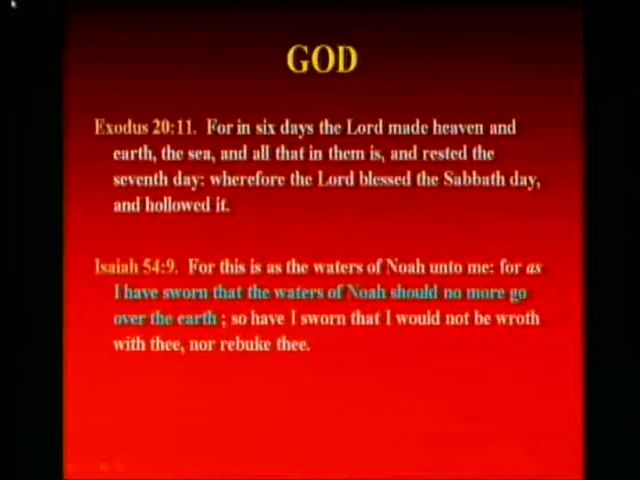 GOD
Exodus 20:11. For in six days the Lord made heaven and
earth, the sea, and all that in them is, and rested the
seventh day: wherefore the Lord blessed the Sabbath day,
and hollowed it.
Isaiah 54:9. For this is as the waters of Noah unto me: for as
I have sworn that the waters of Noah should no more go
over the earth ; so have I sworn that I would not be wroth
with thee, nor rebuke thee.